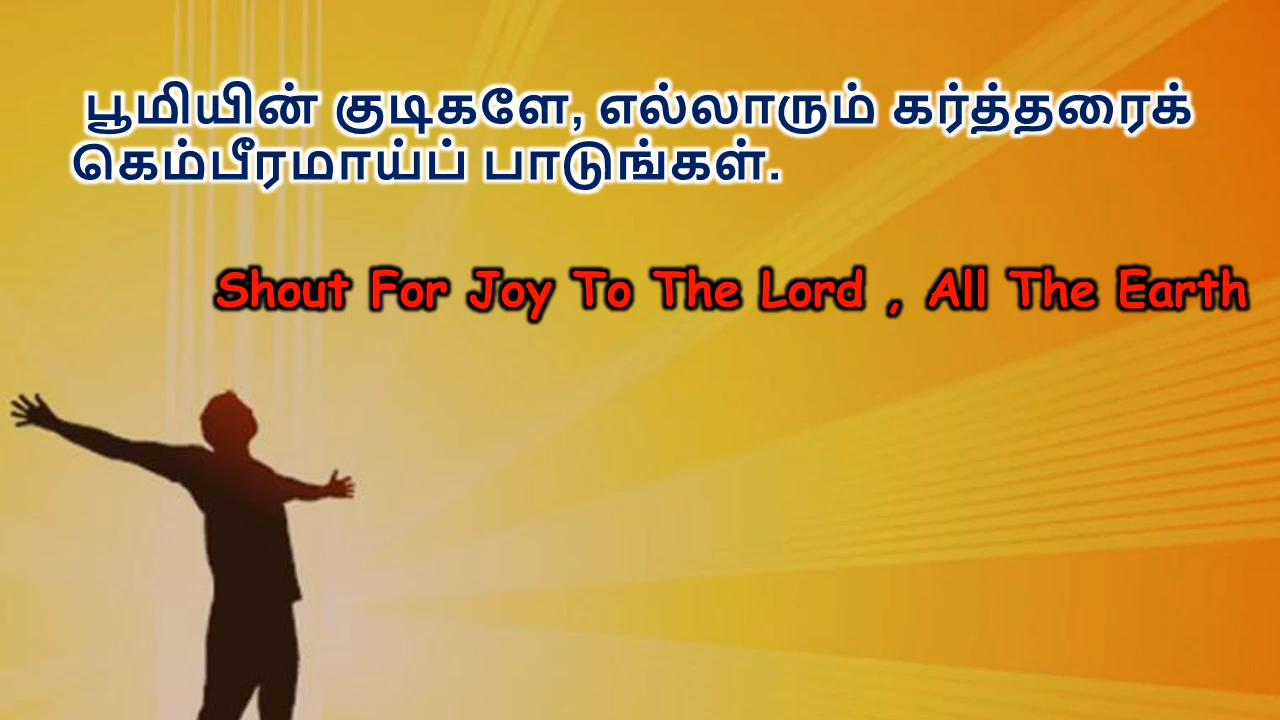 பூமியின் குடிகளே, எல்லாரும் கர்த்தரைக்
கெம்பீரமாய்ப் பாடுங்கள்.
Shout For Joy To The Lord , All The Earth